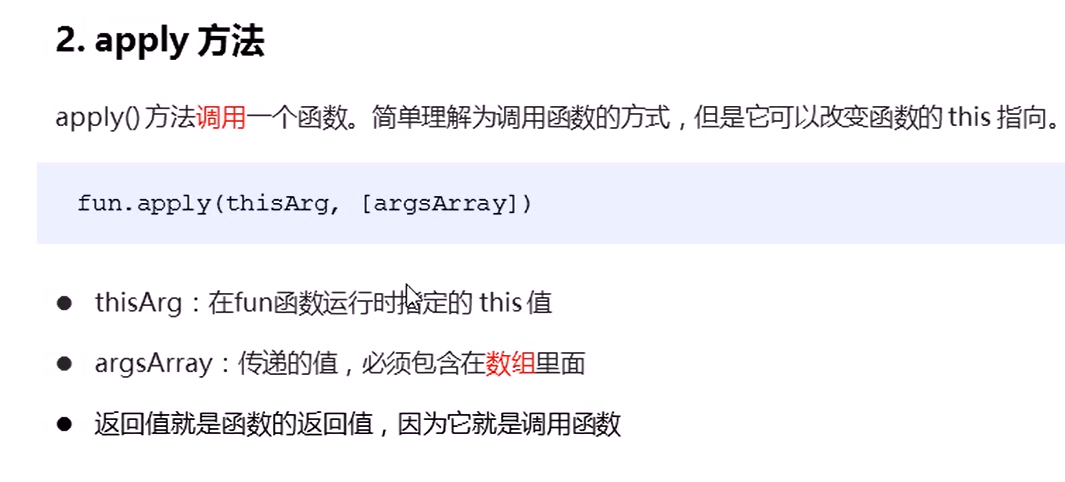 2. apply 方法
apply() 方法调用一个函数。简单理解为调用函数的方式，但是它可以改变函数的 this 指向。
fun.apply(thisArg, [argsArray])
● thisArg：在fun函数运行时指定的 this 值
● argsArray：传递的值，必须包含在数组里面
● 返回值就是函数的返回值，因为它就是调用函数